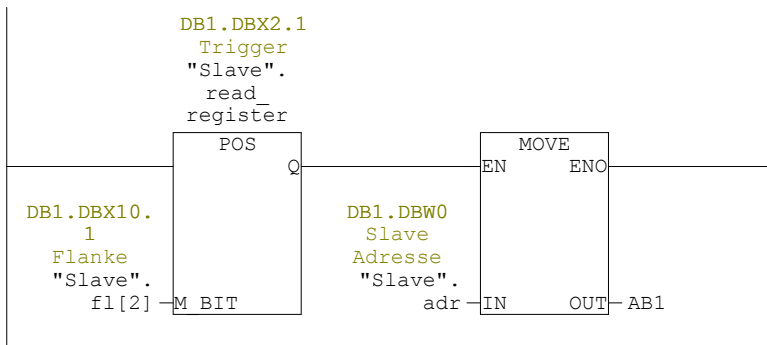 DB1.DBX2.1
Trigger
"Slave".
read_
register
POS
Q
DB1.DBX10.
1
Flanke
"Slave".
fl[2]
M BIT
MOVE
EN
ENO
DB1.DBW0
Slave
Adresse
"Slave".
adr
IN
OUT
AB1